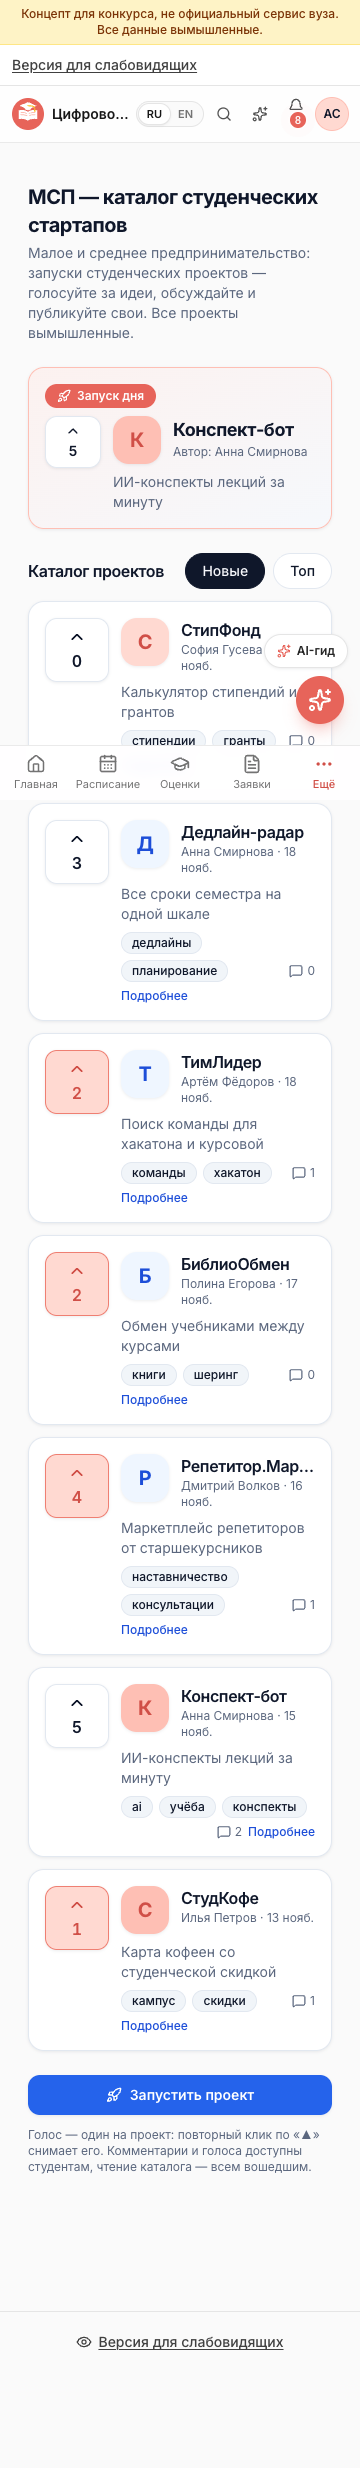 Концепт для конкурса, не официальный сервис вуза.
Все данные вымышленные.
Версия для слабовидящих
Цифрово...
RU
EN
8
АС
МСП — каталог студенческих
стартапов
Малое и среднее предпринимательство:
запуски студенческих проектов —
голосуйте за идеи, обсуждайте и
публикуйте свои. Все проекты
вымышленные.
Запуск дня
5
К
Конспект-бот
Автор: Анна Смирнова
ИИ-конспекты лекций за
минуту
Каталог проектов
Новые
Топ
0
С
СтипФонд
София Гусева
нояб.
AI-гид
Калькулятор стипендий и
грантов
стипендии
гранты
0
Главная
Расписание
Оценки
Заявки
Ещё
3
Д
Дедлайн-радар
Анна Смирнова · 18
нояб.
Все сроки семестра на
одной шкале
дедлайны
планирование
0
Подробнее
2
Т
ТимЛидер
Артём Фёдоров · 18
нояб.
Поиск команды для
хакатона и курсовой
команды
хакатон
1
Подробнее
2
Б
БиблиоОбмен
Полина Егорова · 17
нояб.
Обмен учебниками между
курсами
книги
шеринг
0
Подробнее
4
Р
Репетитор.Мар...
Дмитрий Волков · 16
нояб.
Маркетплейс репетиторов
от старшекурсников
наставничество
консультации
1
Подробнее
5
К
Конспект-бот
Анна Смирнова · 15
нояб.
ИИ-конспекты лекций за
минуту
ai
учёба
конспекты
2
Подробнее
1
С
СтудКофе
Илья Петров · 13 нояб.
Карта кофеен со
студенческой скидкой
кампус
скидки
1
Подробнее
Запустить проект
Голос — один на проект: повторный клик по «▲»
снимает его. Комментарии и голоса доступны
студентам, чтение каталога — всем вошедшим.
Версия для слабовидящих